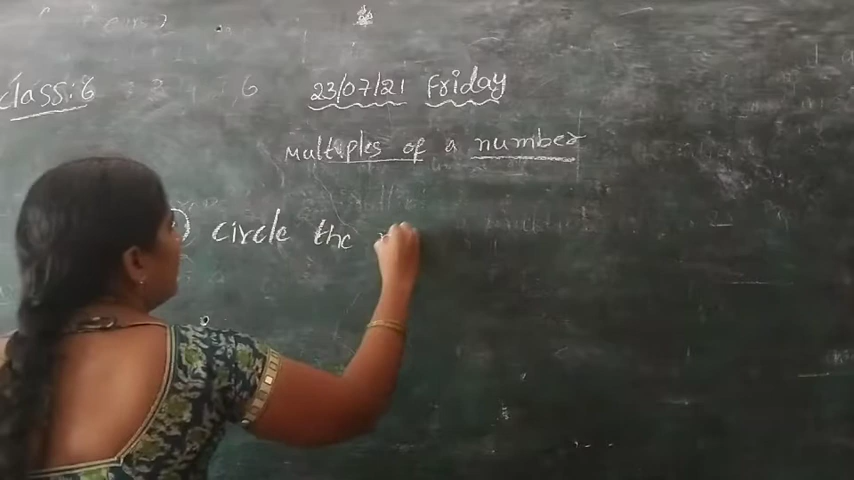 Class: 6 23/07/21 Friday
Multiples of a number
Circle the